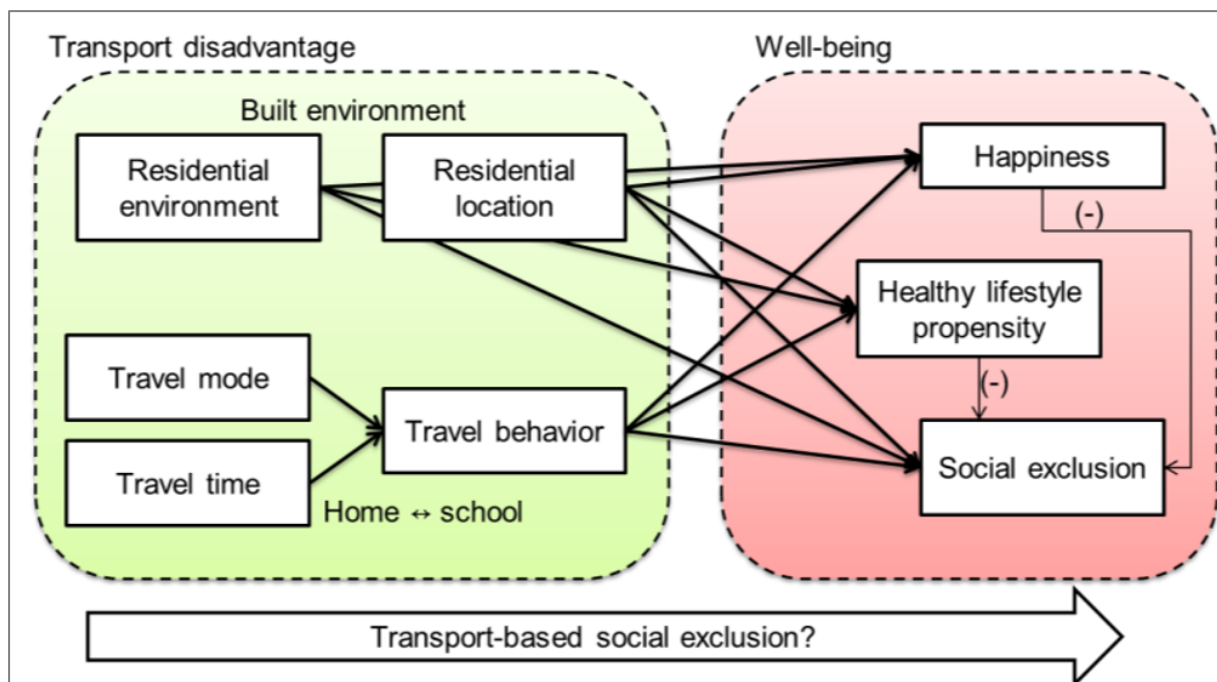 Transport disadvantage
Well-being
Built environment
Residential
environment
Residential
location
Happiness
(-)
Healthy lifestyle
propensity
(-)
Travel mode
Travel behavior
Travel time
Home ↔ school
Social exclusion
Transport-based social exclusion?